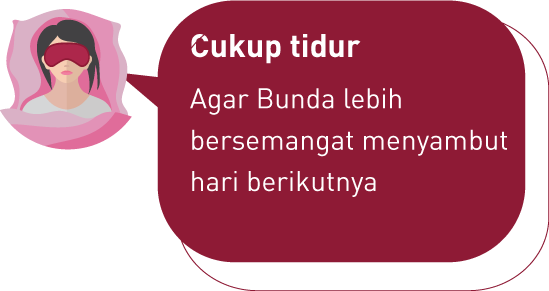 Cukup tidur
Agar Bunda lebih
bersemangat menyambut
hari berikutnya